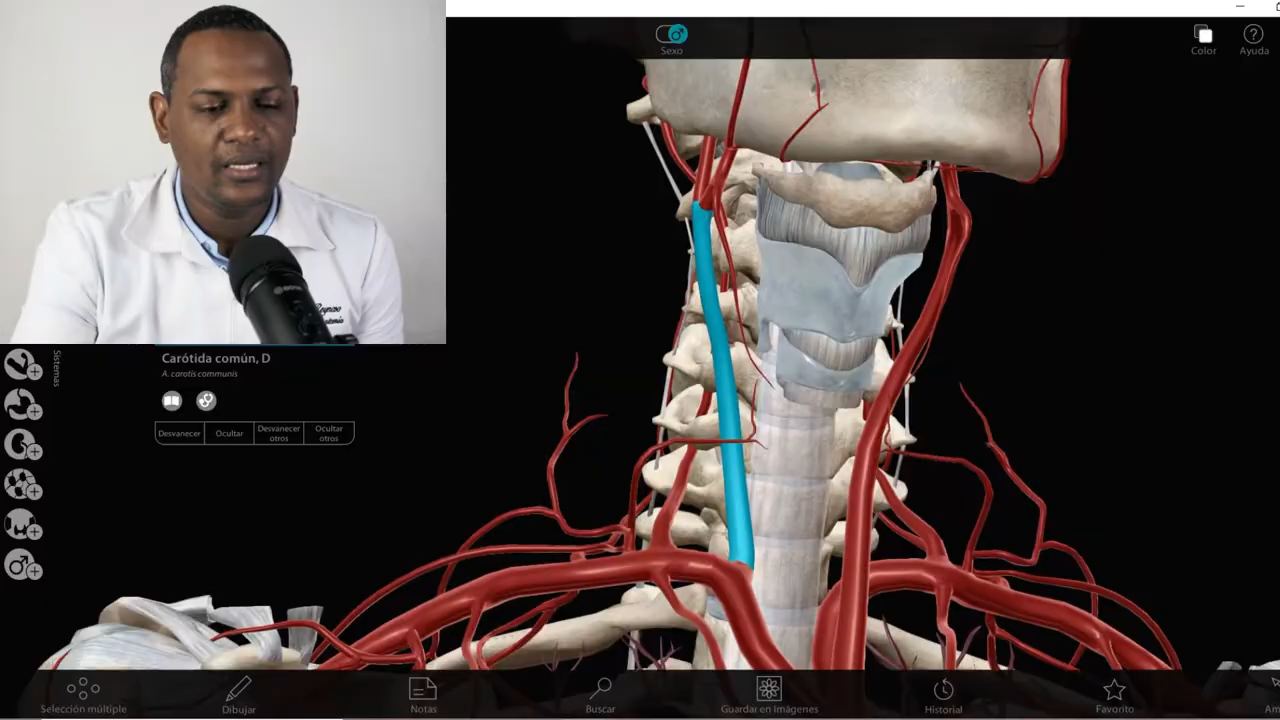 Sexo
Color
Ayuda
Sistemas
Carótida común, D
A. carotis communis
Desvanecer
Ocultar
Desvanecer
otros
Ocultar
otros
Selección múltiple
Dibujar
Notas
Buscar
Guardar en Imágenes
Historial
Favorito